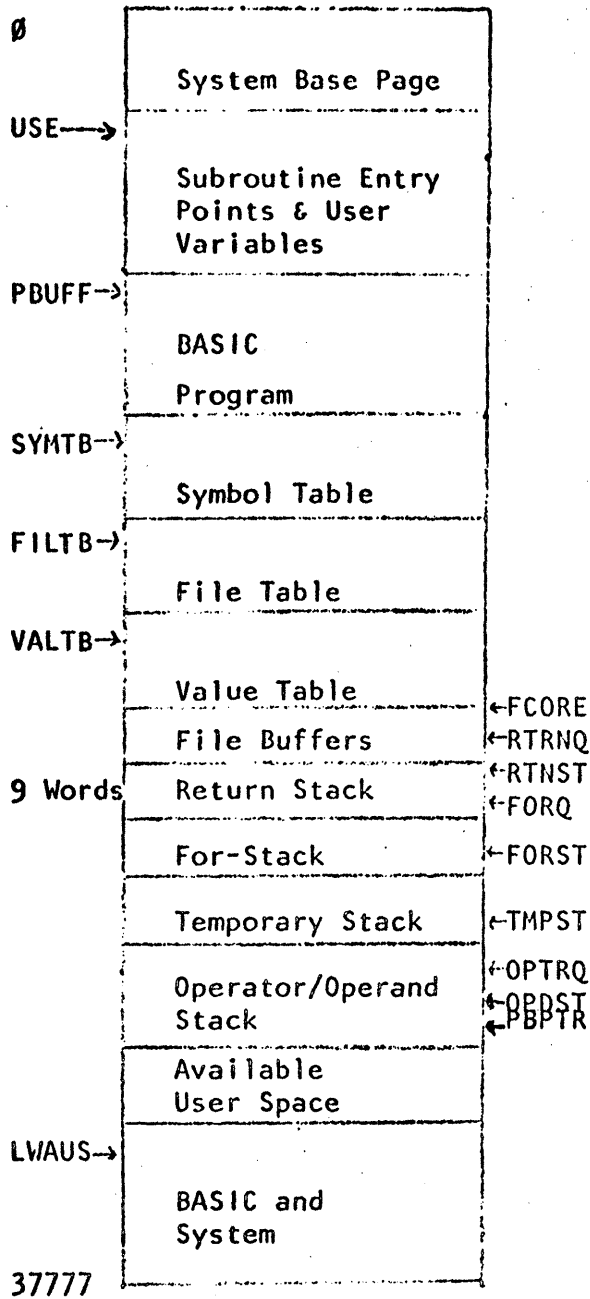 Ø
System Base Page
USE→
Subroutine Entry
Points & User
Variables
PBUFF→
BASIC
Program
SYMTB→
Symbol Table
FILTB→
File Table
VALTB→
Value Table
←FCORE
File Buffers ←RTRNQ
←RTNST
9 Words Return Stack
←FORQ
For-Stack ←FORST
Temporary Stack ←TMPST
←OPTRQ
Operator/Operand ←OPDST
Stack ←PBPTR
Available
User Space
LWAUS→
BASIC and
System
37777